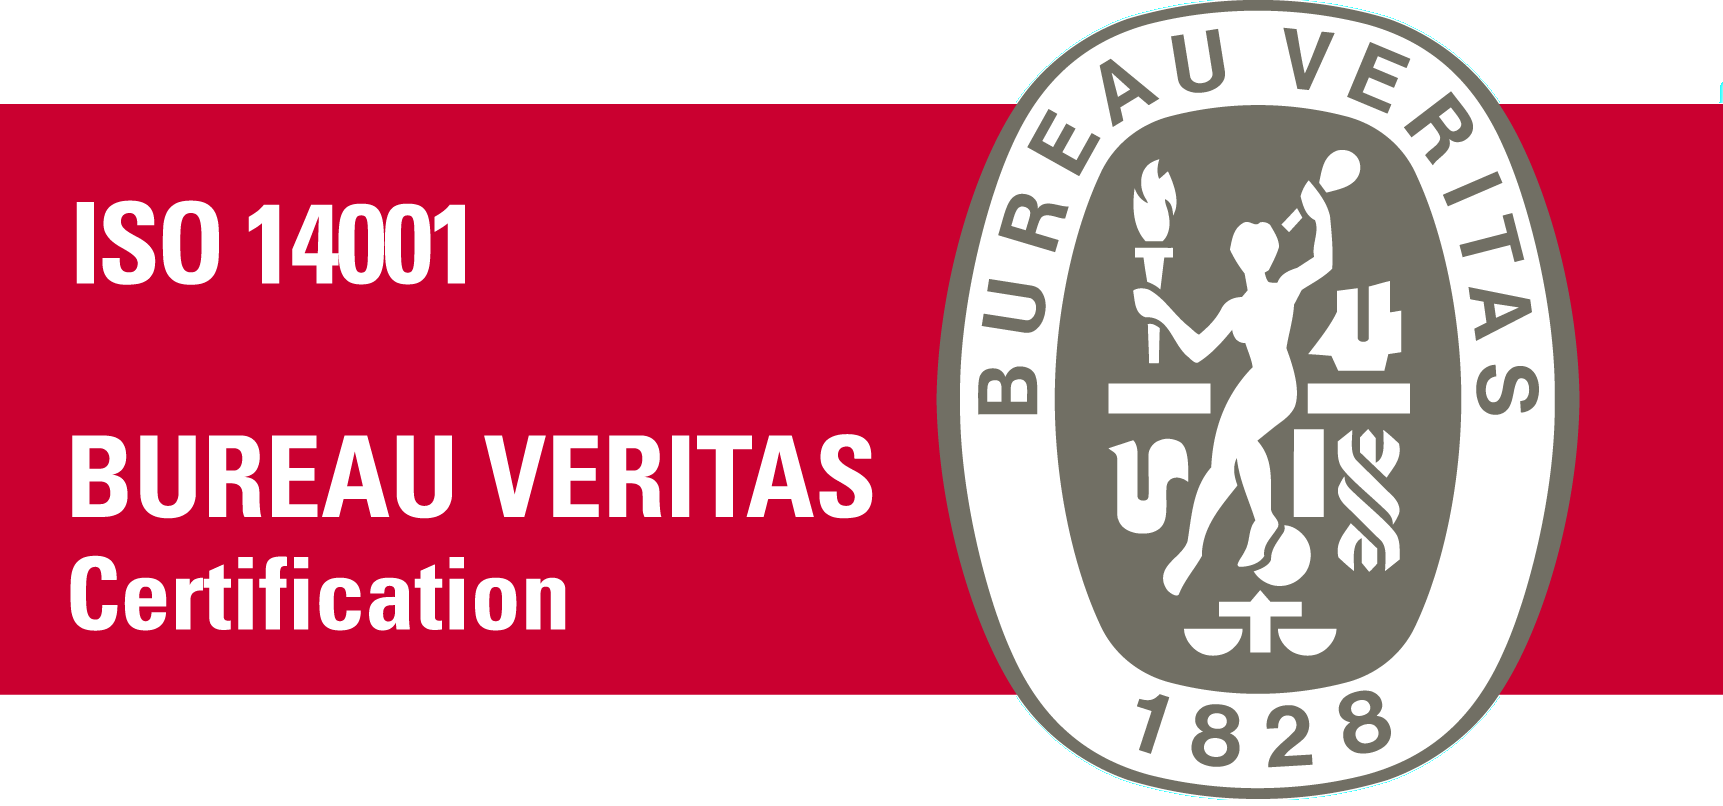 ISO 14001
BUREAU VERITAS
Certification
BUREAU VERITAS
1828